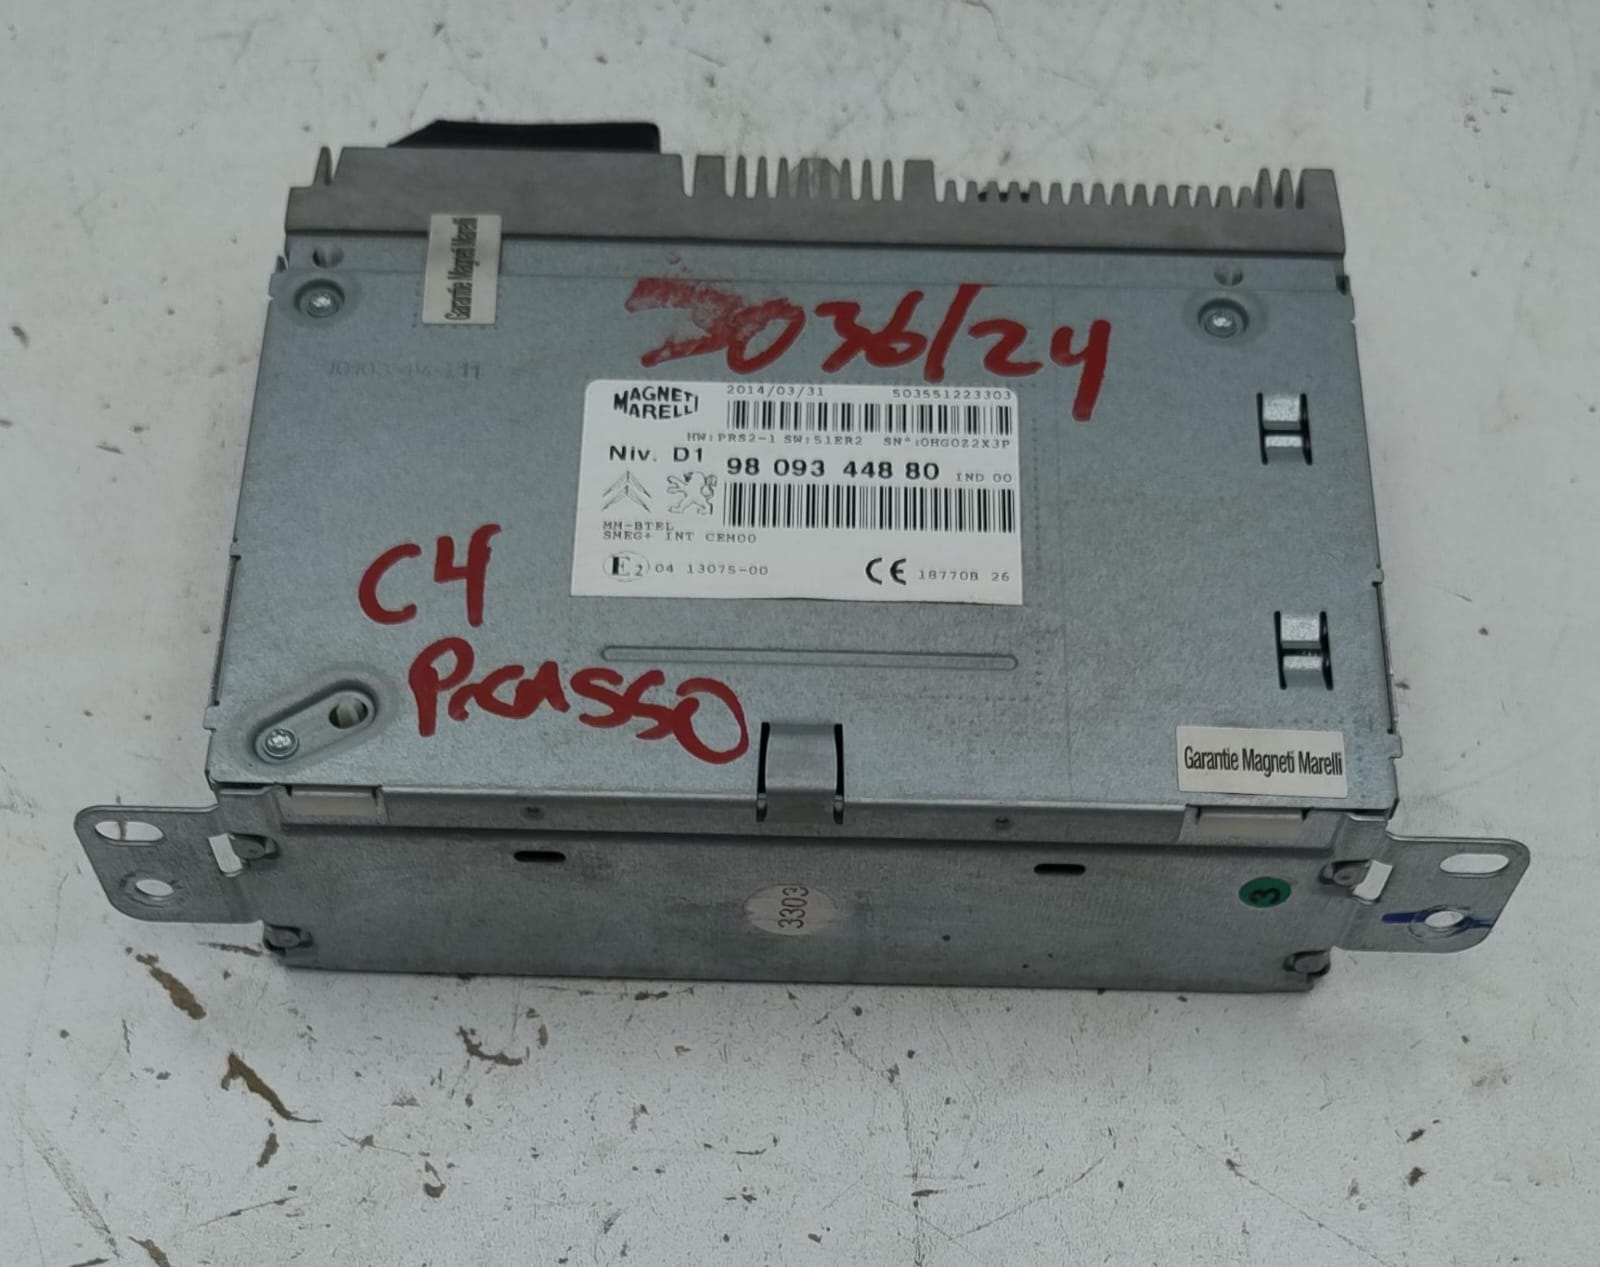 Garantie Magneti Marelli
036/24
MAGNETI
MARELLI
2014/03/31 503551223303
HW:PRS2-1 SW:51ER2 SN°:0HG0Z2X3P
Niv. D1 98 093 448 80 IND 00
MM-BTEL
SMEG+ INT CEM00
E2 04 13075-00 CE 18770B 26
C4
PICASSO
Garantie Magneti Marelli
3303
3